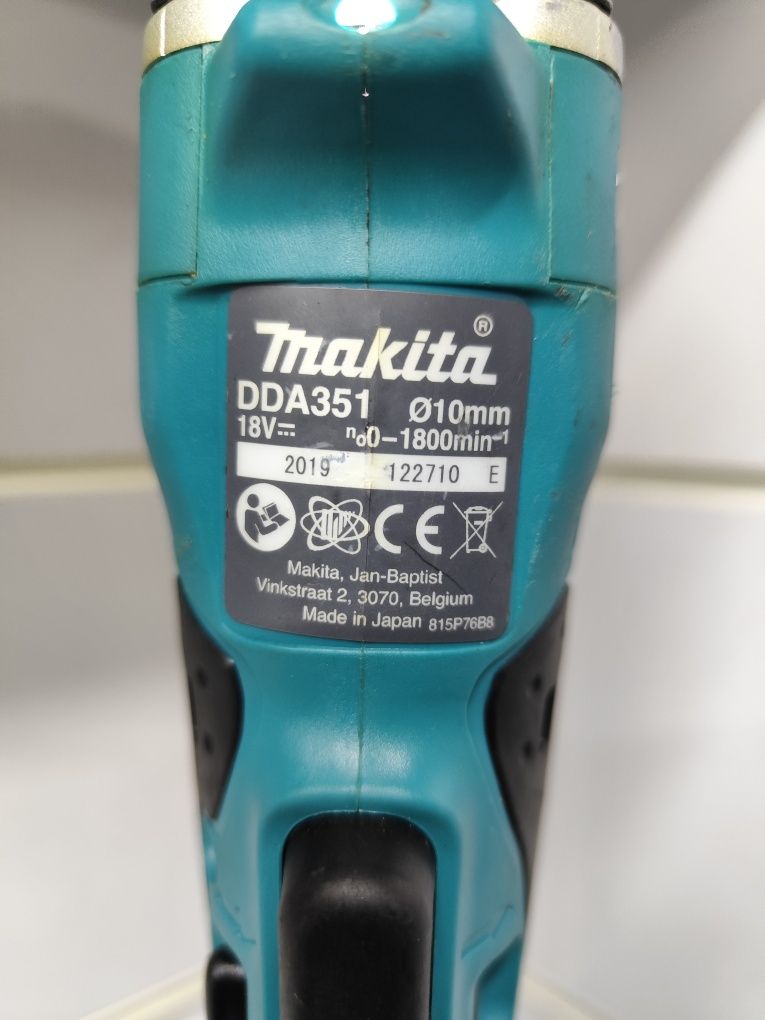 makita®
DDA351 Ø10mm
18V⎓ n₀0-1800min⁻¹
2019 122710 E
CE
Makita, Jan-Baptist
Vinkstraat 2, 3070, Belgium
Made in Japan 815P76B8